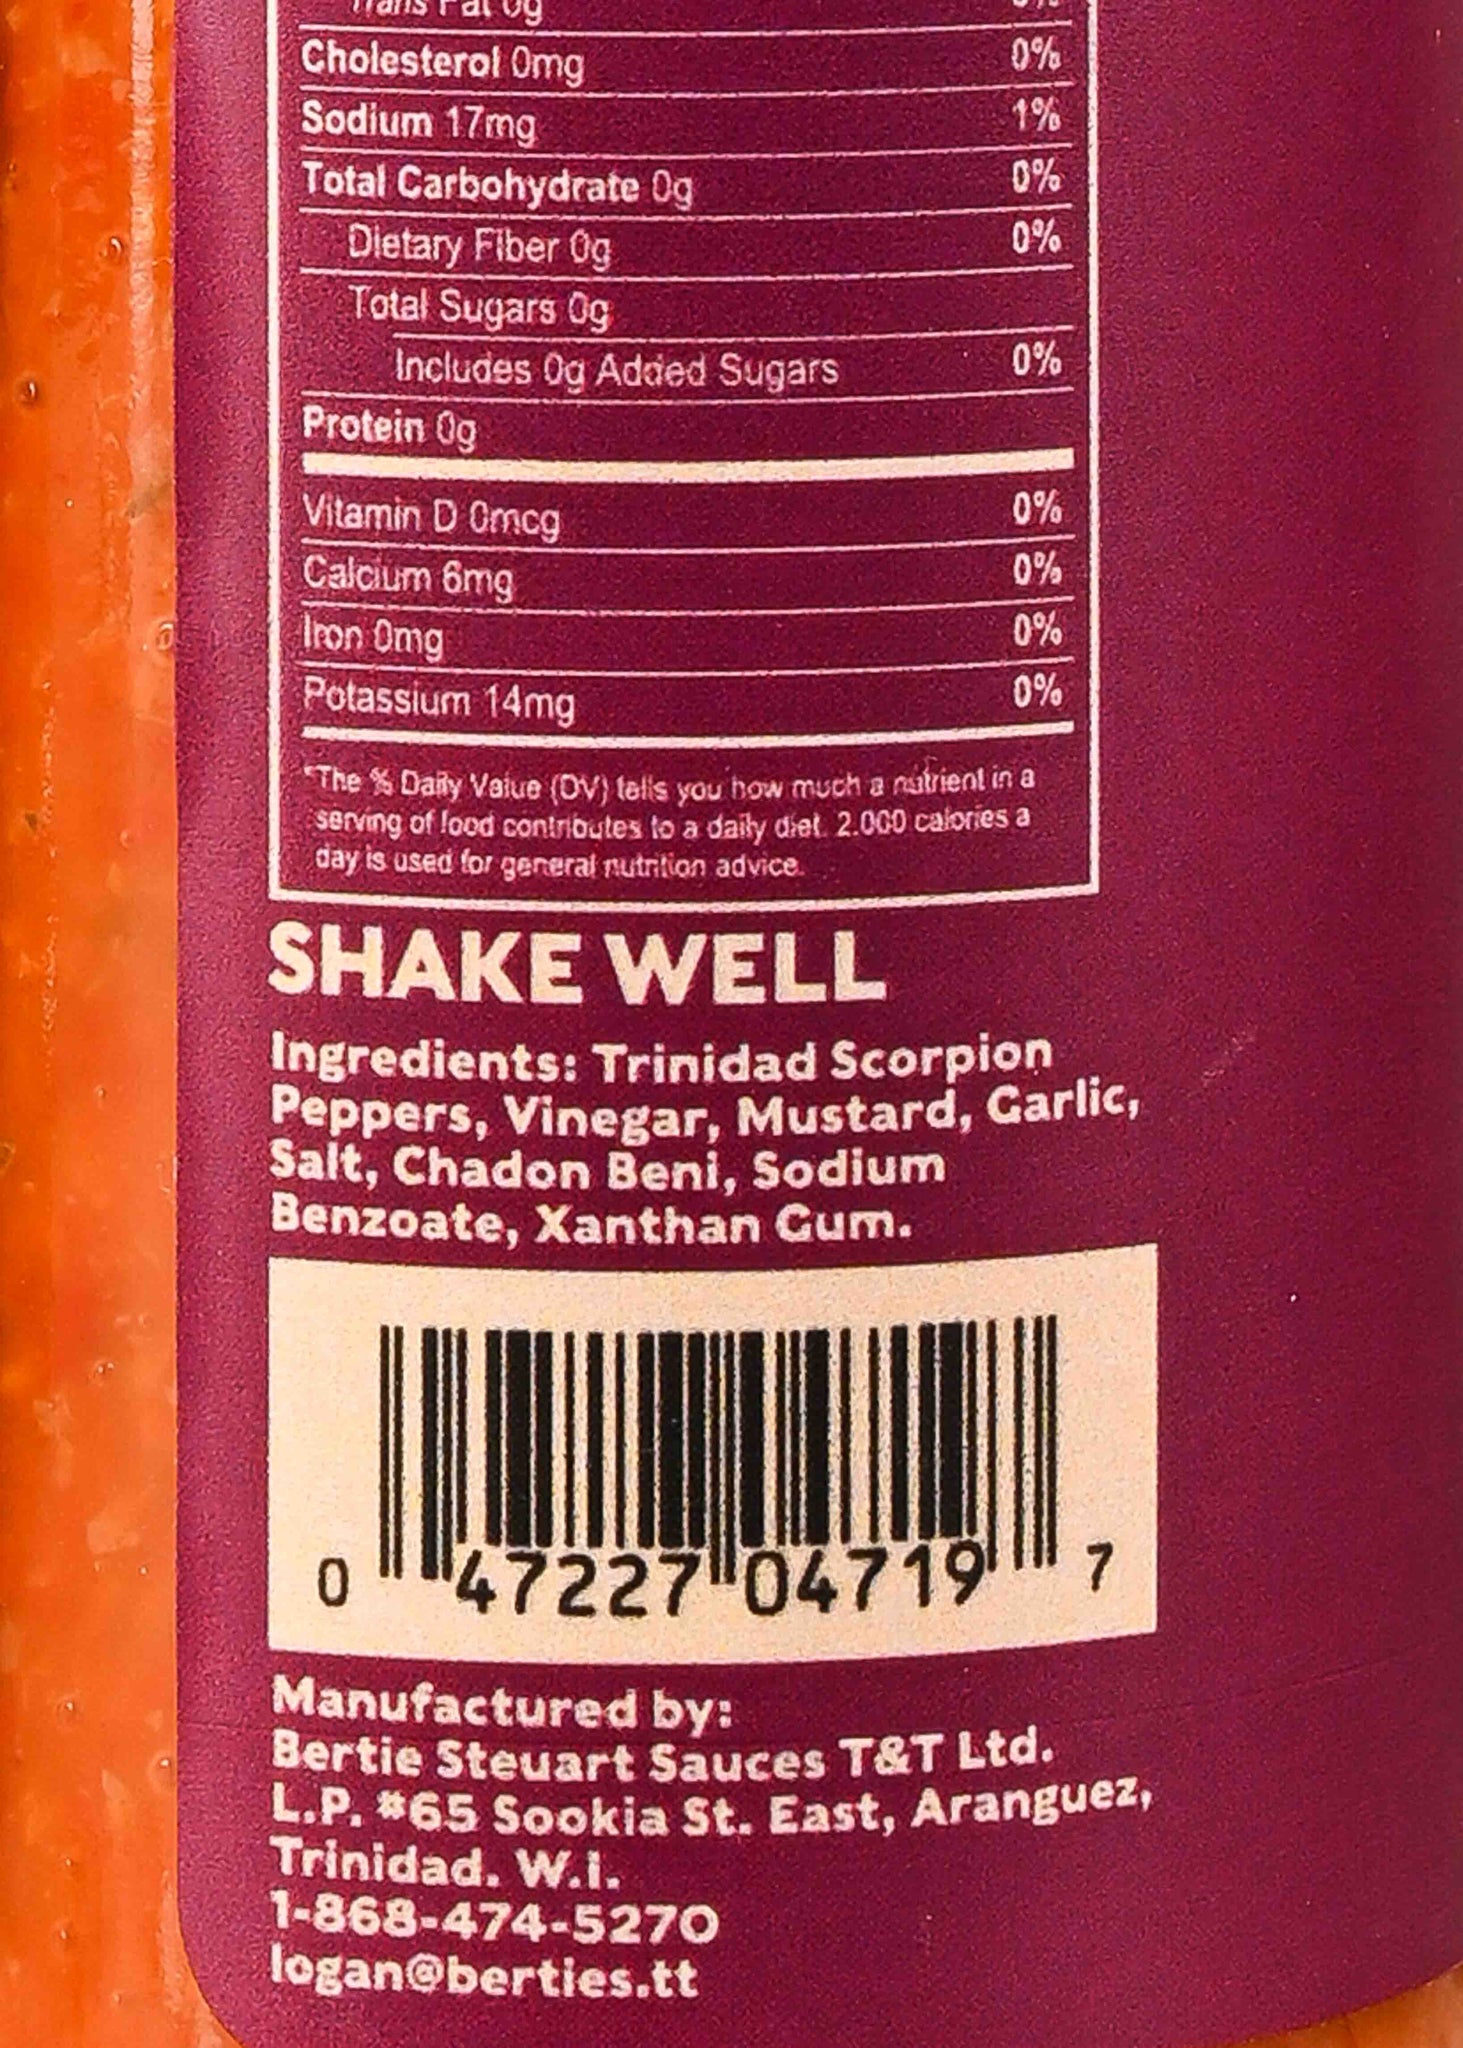 Trans Fat 0g 0%
Cholesterol 0mg 0%
Sodium 17mg 1%
Total Carbohydrate 0g 0%
Dietary Fiber 0g 0%
Total Sugars 0g
Includes 0g Added Sugars 0%
Protein 0g
Vitamin D 0mcg 0%
Calcium 6mg 0%
Iron 0mg 0%
Potassium 14mg 0%
*The % Daily Value (DV) tells you how much a nutrient in a
serving of food contributes to a daily diet. 2.000 calories a
day is used for general nutrition advice.
SHAKE WELL
Ingredients: Trinidad Scorpion
Peppers, Vinegar, Mustard, Garlic,
Salt, Chadon Beni, Sodium
Benzoate, Xanthan Gum.
0 47227 04719 7
Manufactured by:
Bertie Steuart Sauces T&T Ltd.
L.P. #65 Sookia St. East, Aranguez,
Trinidad. W.i.
1-868-474-5270
logan@berties.tt